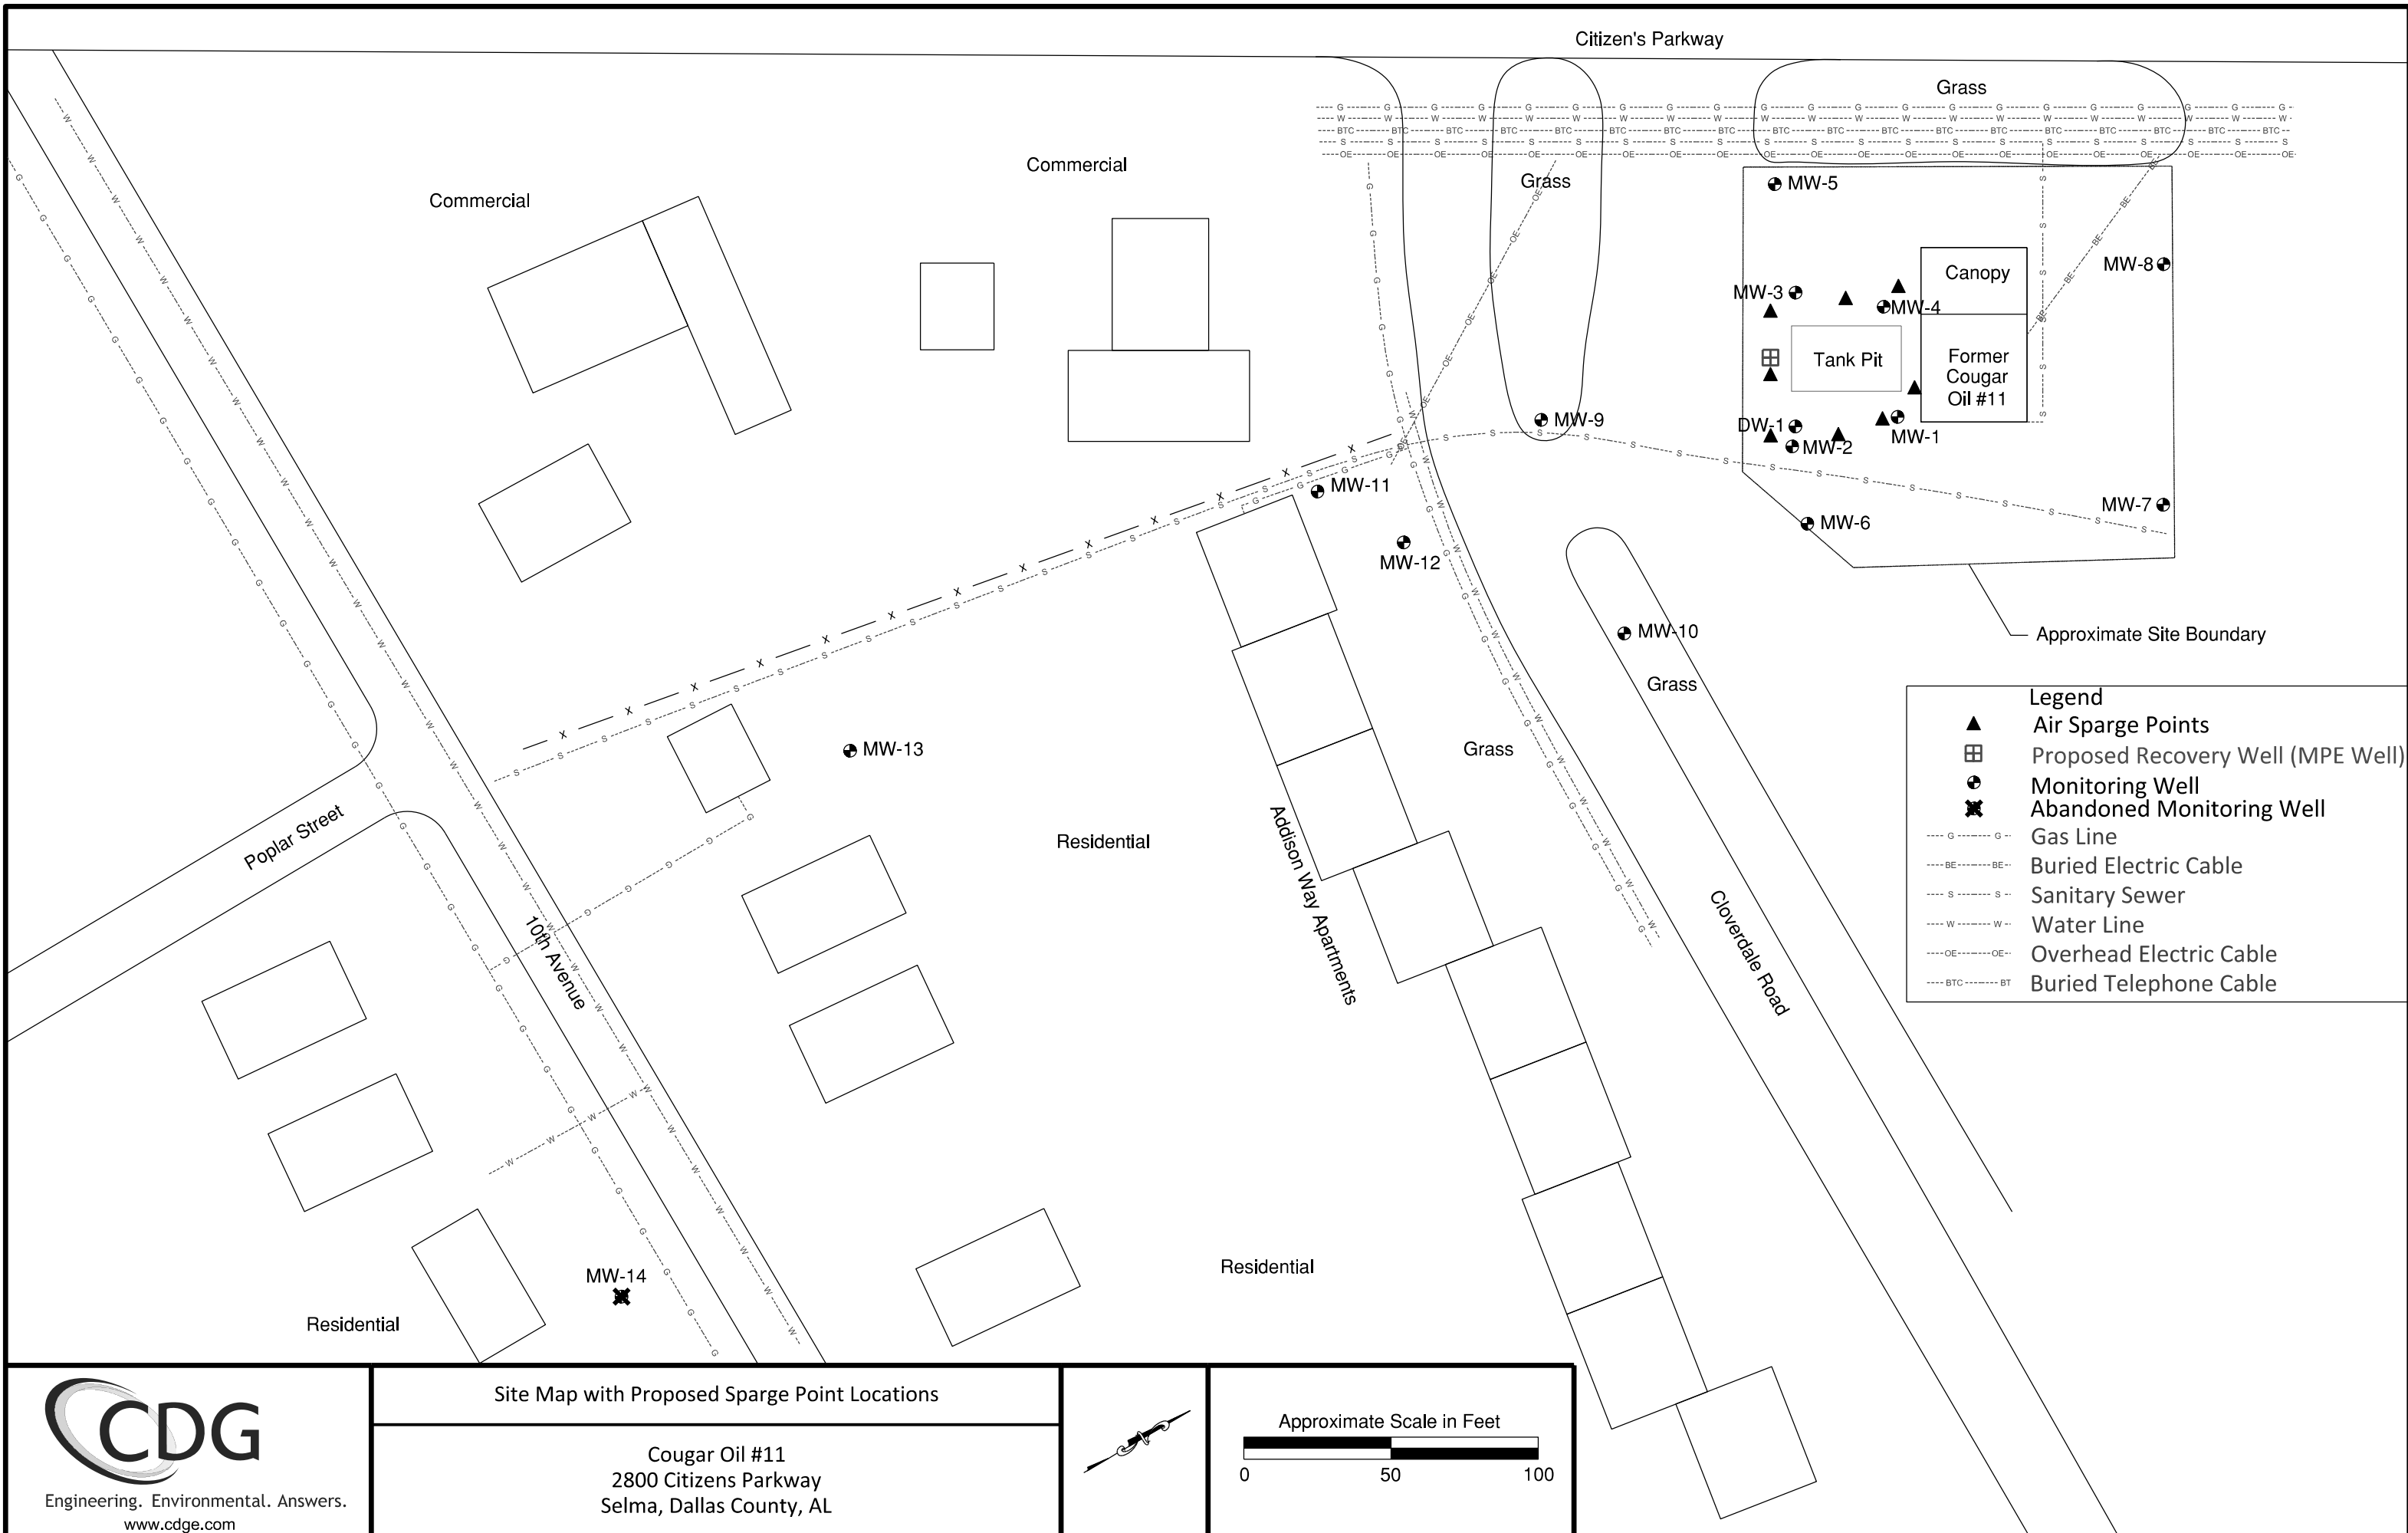 Citizen's Parkway
Grass
Commercial
Commercial
Grass
MW-5
MW-8
Canopy
MW-3
MW-4
Tank Pit
Former
Cougar
Oil #11
MW-9
DW-1
MW-1
MW-2
MW-11
MW-7
MW-6
MW-12
MW-10
Approximate Site Boundary
Grass
MW-13
Grass
Residential
Poplar Street
10th Avenue
Addison Way Apartments
Cloverdale Road
Legend
Air Sparge Points
Proposed Recovery Well (MPE Well)
Monitoring Well
Abandoned Monitoring Well
G G Gas Line
BE BE Buried Electric Cable
S S Sanitary Sewer
W W Water Line
OE OE Overhead Electric Cable
BTC BT Buried Telephone Cable
MW-14
Residential
Residential
CDG
Engineering. Environmental. Answers.
www.cdge.com
Site Map with Proposed Sparge Point Locations
Cougar Oil #11
2800 Citizens Parkway
Selma, Dallas County, AL
N
Approximate Scale in Feet
0 50 100